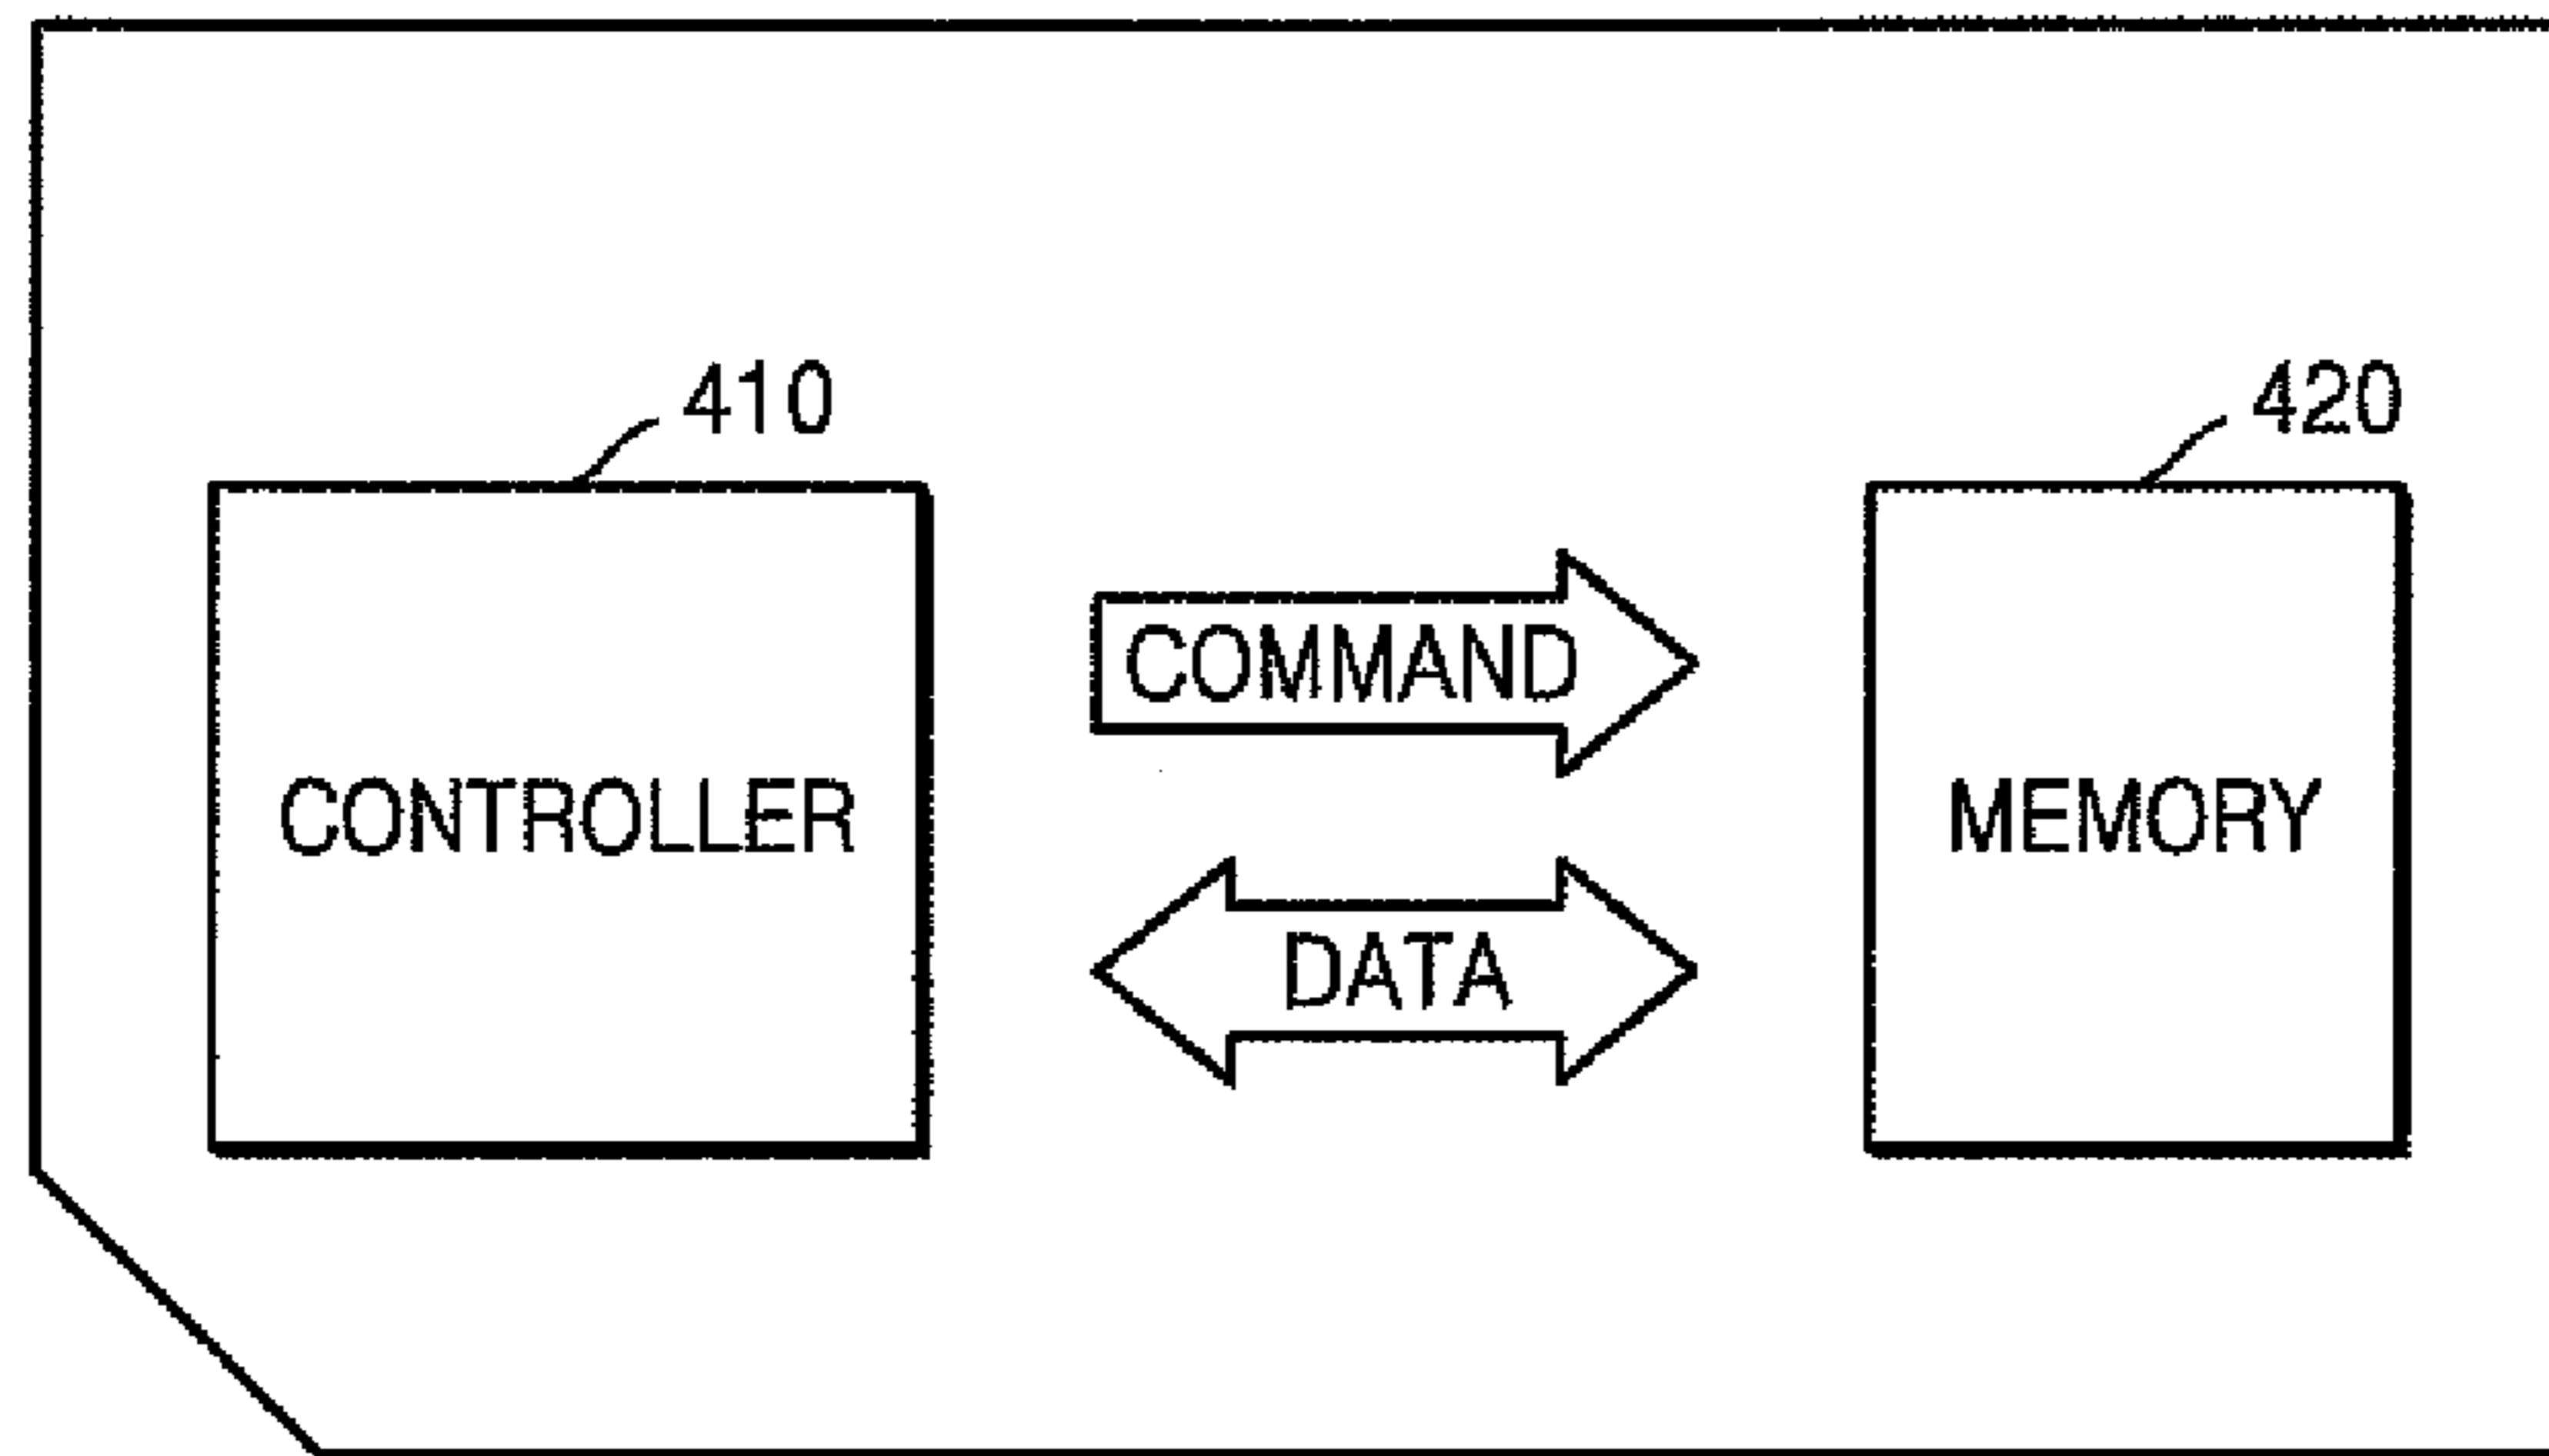 410
420
COMMAND
CONTROLLER
MEMORY
DATA